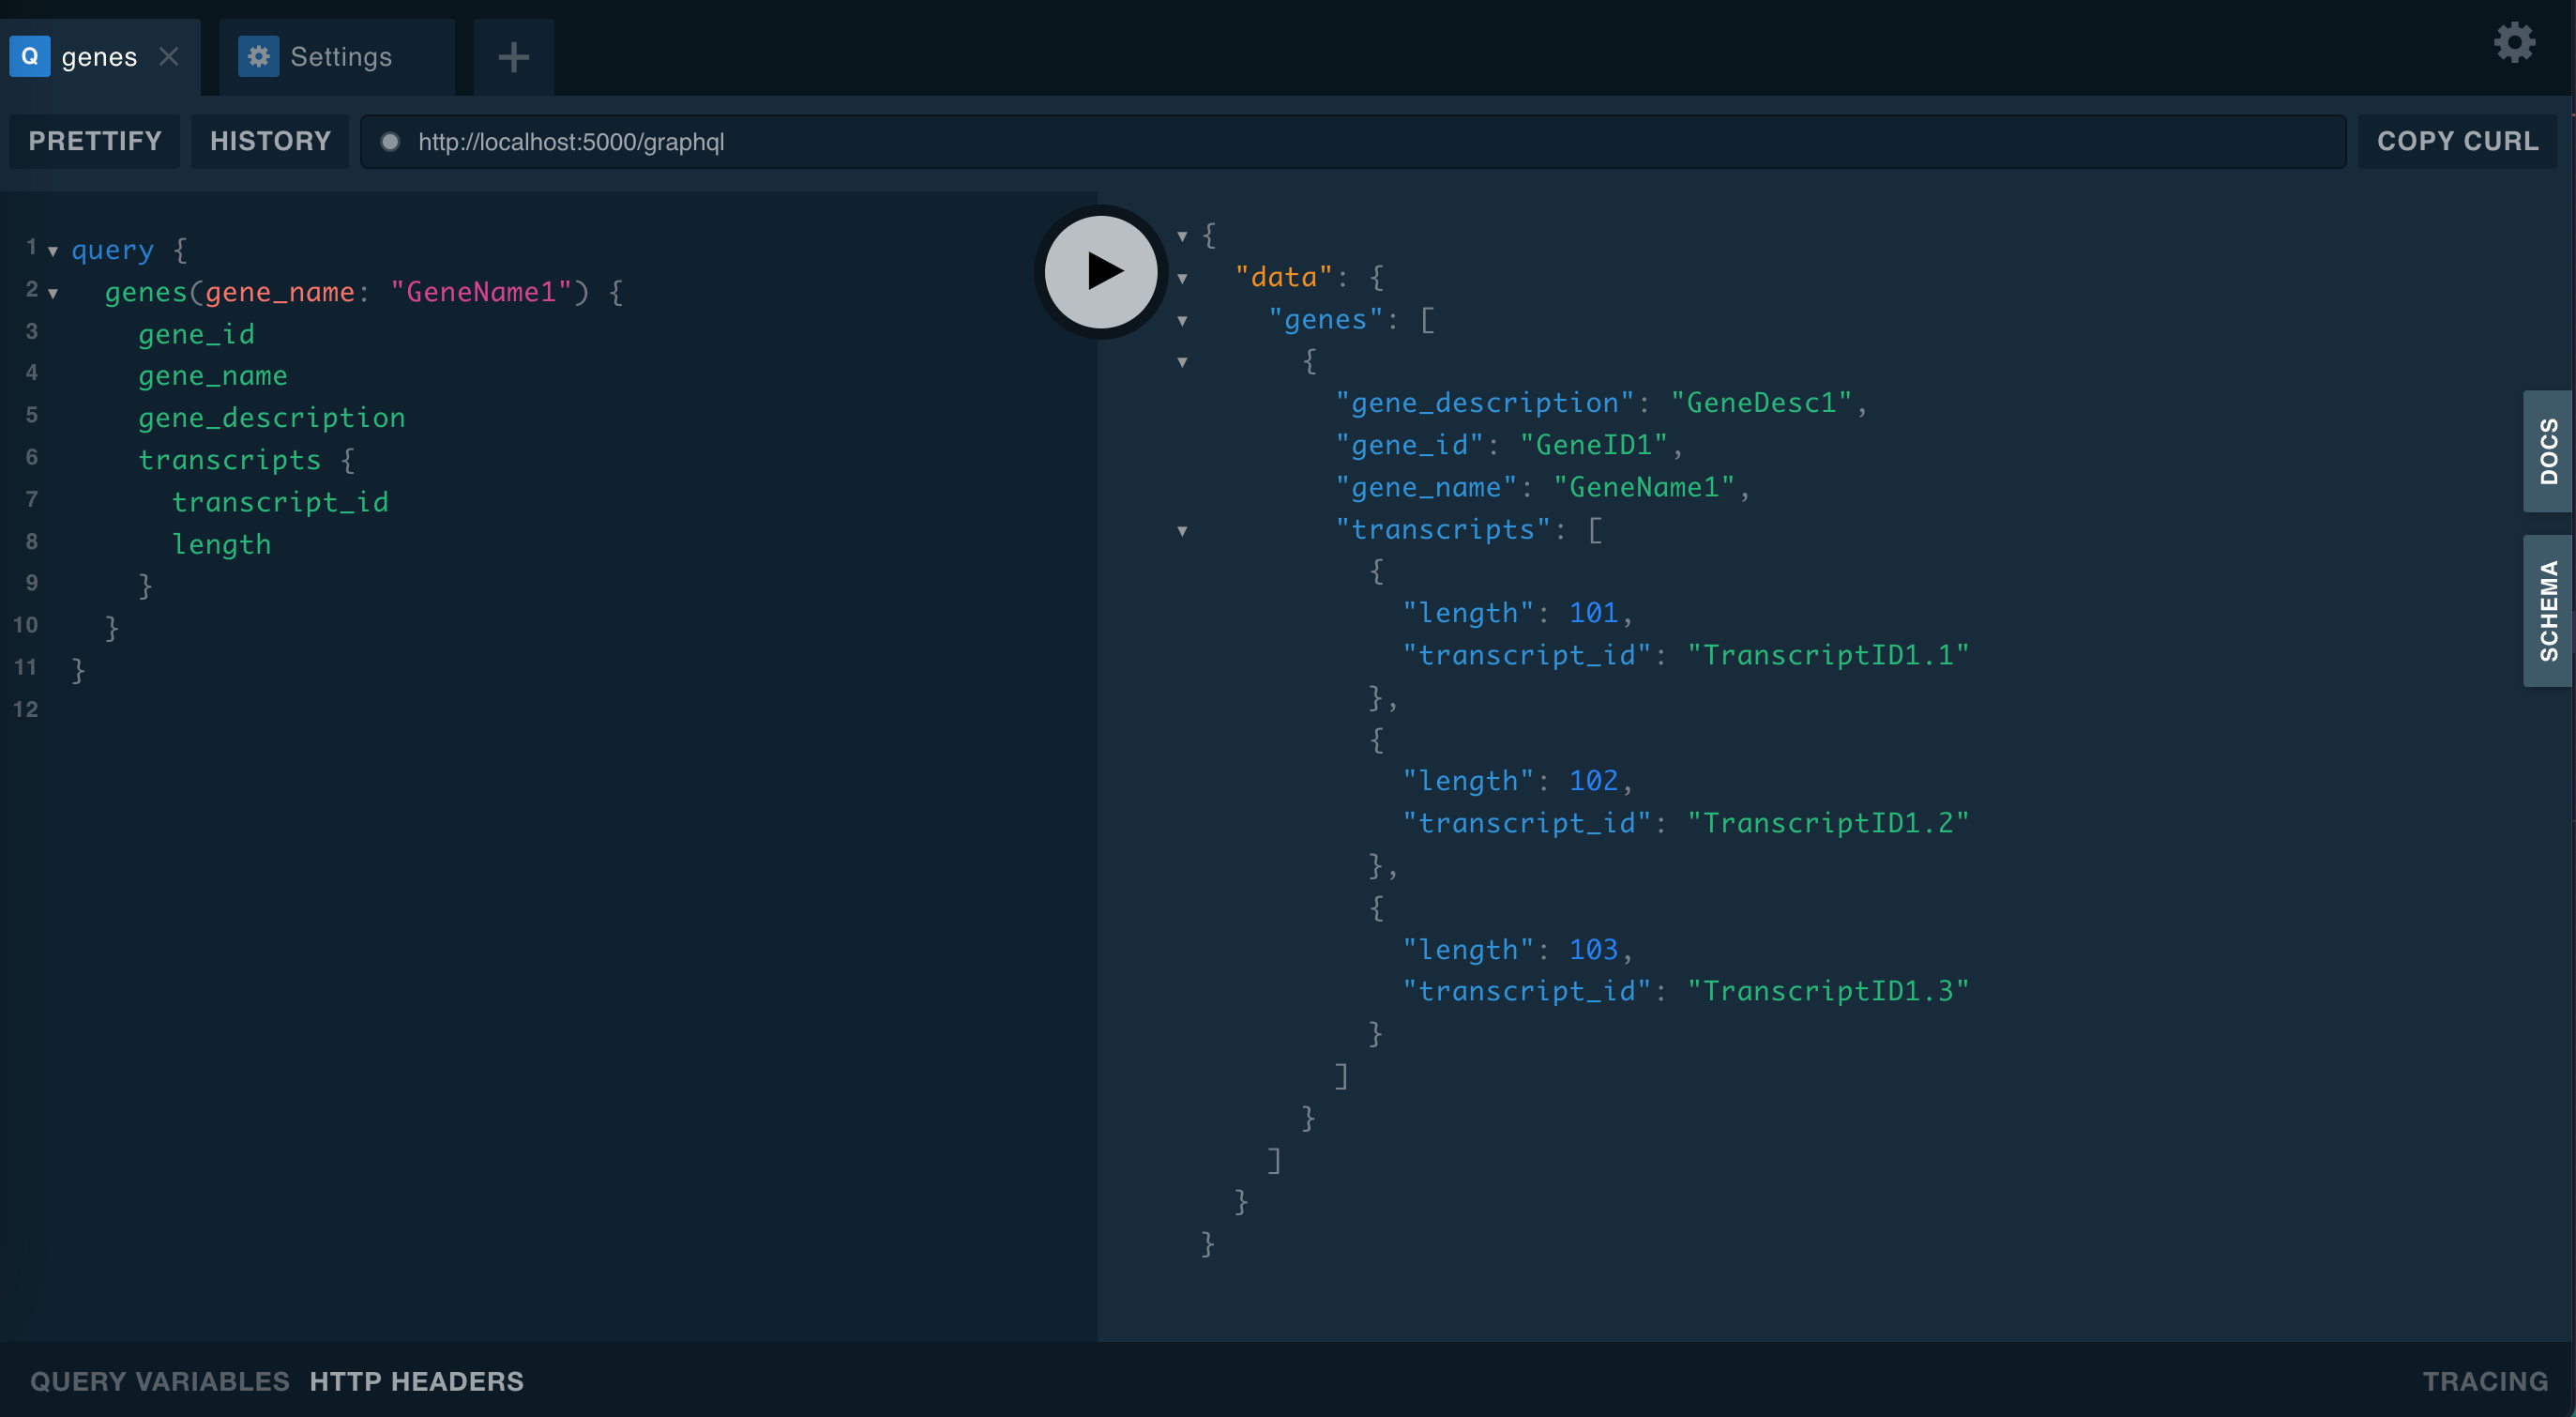 Q genes Settings
PRETTIFY HISTORY http://localhost:5000/graphql COPY CURL
1 query {
2 genes(gene_name: "GeneName1") {
3 gene_id
4 gene_name
5 gene_description
6 transcripts {
7 transcript_id
8 length
9 }
10 }
11 }
12
{
"data": {
"genes": [
{
"gene_description": "GeneDesc1",
"gene_id": "GeneID1",
"gene_name": "GeneName1",
"transcripts": [
{
"length": 101,
"transcript_id": "TranscriptID1.1"
},
{
"length": 102,
"transcript_id": "TranscriptID1.2"
},
{
"length": 103,
"transcript_id": "TranscriptID1.3"
}
]
}
]
}
}
DOCS
SCHEMA
QUERY VARIABLES HTTP HEADERS TRACING